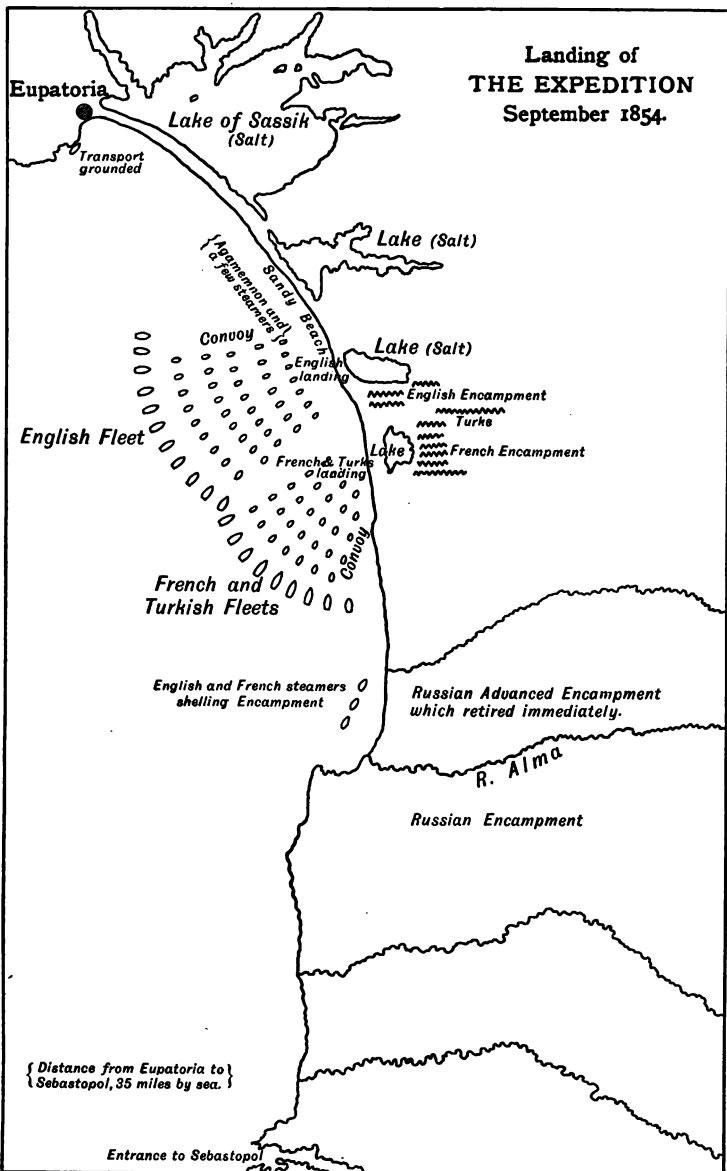 Landing of
THE EXPEDITION
September 1854.
Eupatoria
Lake of Sassik
(Salt)
Transport
grounded
Lake (Salt)
Agamemnon and
a few steamers
Sandy Beach
Convoy
Lake (Salt)
English
landing
English Encampment
Turks
English Fleet
Lake
French Encampment
French & Turks
landing
Convoy
French and
Turkish Fleets
English and French steamers
shelling Encampment
Russian Advanced Encampment
which retired immediately.
R. Alma
Russian Encampment
Distance from Eupatoria to
Sebastopol, 35 miles by sea.
Entrance to Sebastopol